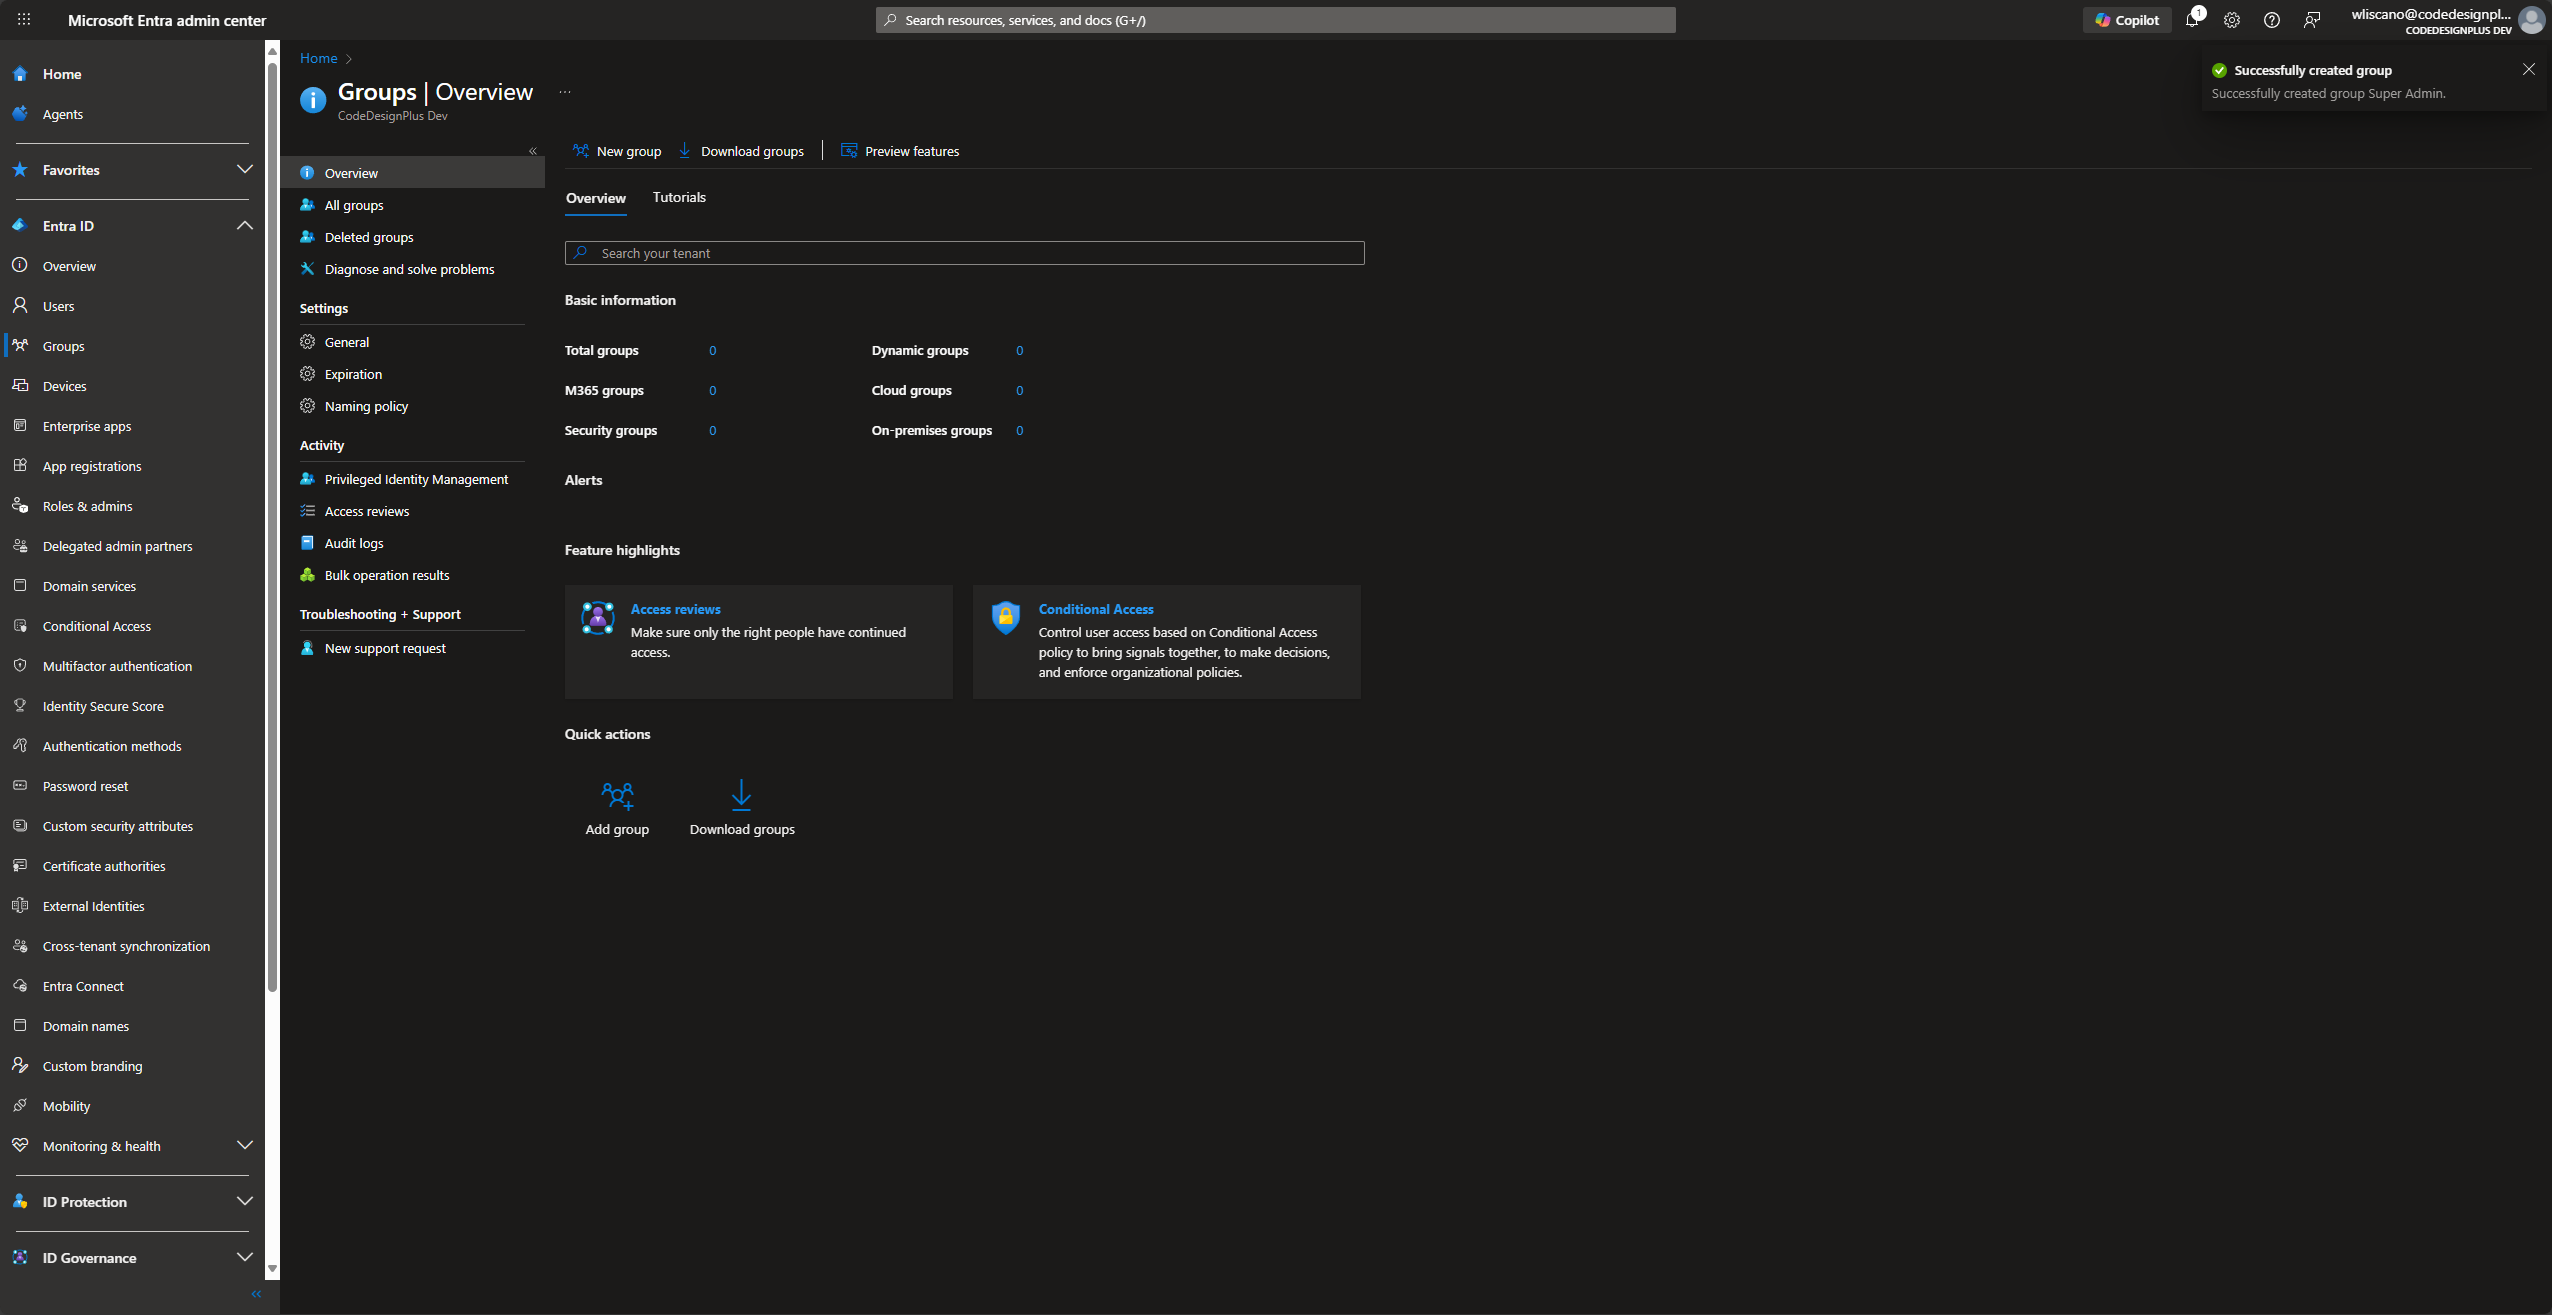 Microsoft Entra admin center
Search resources, services, and docs (G+/)
Copilot
1
wliscano@codedesignpl...
CODEDESIGNPLUS DEV
Home
Agents
Favorites
Entra ID
Overview
Users
Groups
Devices
Enterprise apps
App registrations
Roles & admins
Delegated admin partners
Domain services
Conditional Access
Multifactor authentication
Identity Secure Score
Authentication methods
Password reset
Custom security attributes
Certificate authorities
External Identities
Cross-tenant synchronization
Entra Connect
Domain names
Custom branding
Mobility
Monitoring & health
ID Protection
ID Governance
Home
Groups | Overview
...
CodeDesignPlus Dev
Overview
All groups
Deleted groups
Diagnose and solve problems
Settings
General
Expiration
Naming policy
Activity
Privileged Identity Management
Access reviews
Audit logs
Bulk operation results
Troubleshooting + Support
New support request
New group
Download groups
Preview features
Overview
Tutorials
Search your tenant
Basic information
Total groups 0 Dynamic groups 0
M365 groups 0 Cloud groups 0
Security groups 0 On-premises groups 0
Alerts
Feature highlights
Access reviews
Make sure only the right people have continued
access.
Conditional Access
Control user access based on Conditional Access
policy to bring signals together, to make decisions,
and enforce organizational policies.
Quick actions
Add group
Download groups
Successfully created group
Successfully created group Super Admin.